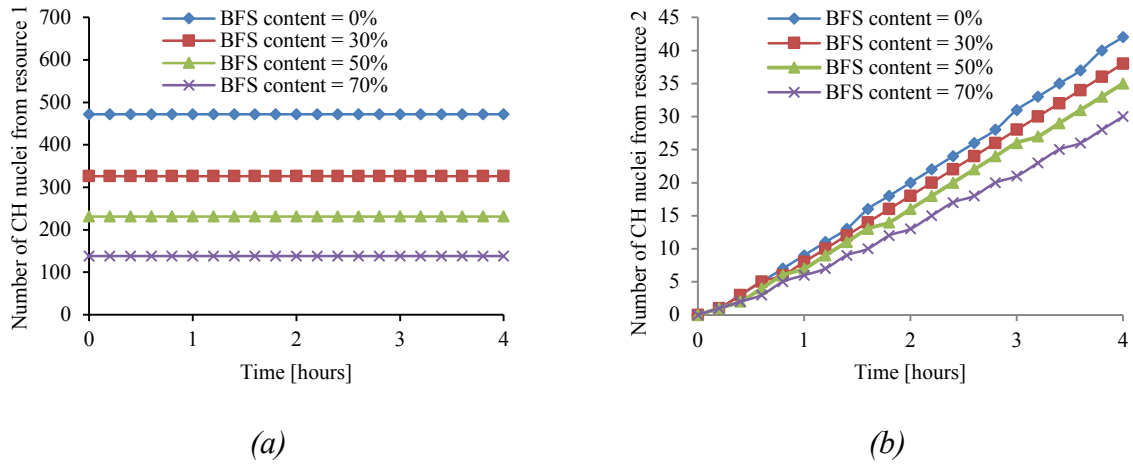 BFS content = 0%
BFS content = 30%
BFS content = 50%
BFS content = 70%
Number of CH nuclei from resource 1
700
600
500
400
300
200
100
0
0 1 2 3 4
Time [hours]
(a)
BFS content = 0%
BFS content = 30%
BFS content = 50%
BFS content = 70%
Number of CH nuclei from resource 2
45
40
35
30
25
20
15
10
5
0
0 1 2 3 4
Time [hours]
(b)